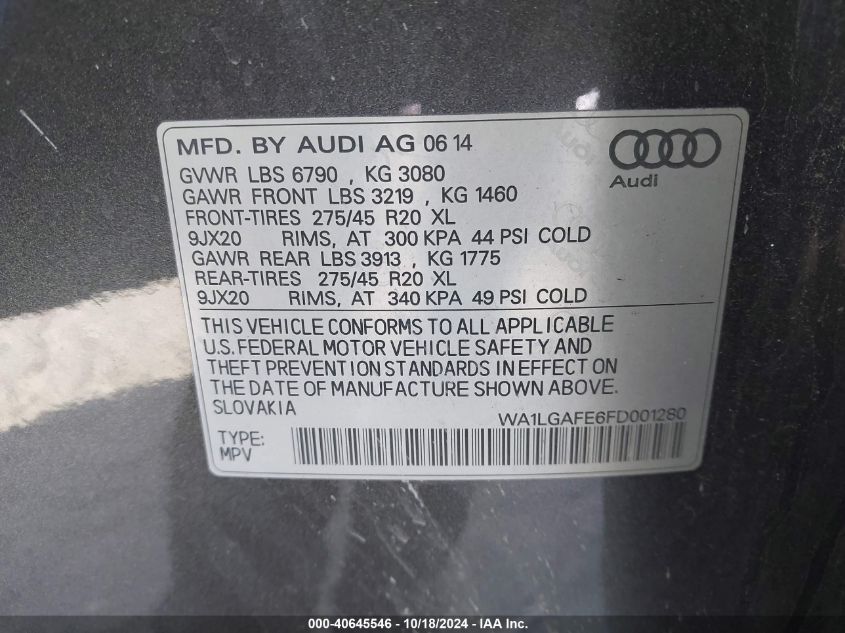 MFD. BY AUDI AG 06 14
Audi
GVWR LBS 6790 , KG 3080
GAWR FRONT LBS 3219 , KG 1460
FRONT-TIRES 275/45 R20 XL
9JX20 RIMS, AT 300 KPA 44 PSI COLD
GAWR REAR LBS 3913 , KG 1775
REAR-TIRES 275/45 R20 XL
9JX20 RIMS, AT 340 KPA 49 PSI COLD
THIS VEHICLE CONFORMS TO ALL APPLICABLE
U.S. FEDERAL MOTOR VEHICLE SAFETY AND
THEFT PREVENTION STANDARDS IN EFFECT ON
THE DATE OF MANUFACTURE SHOWN ABOVE.
SLOVAKIA
WA1LGAFE6FD001280
TYPE:
MPV
000-40645546 - 10/18/2024 - IAA Inc.